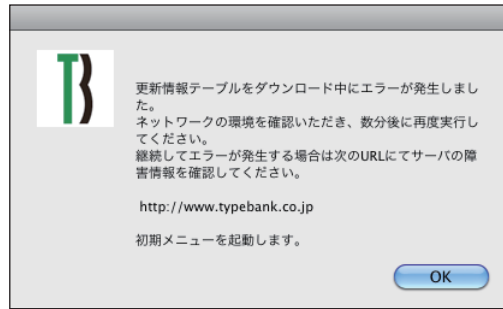 TB
更新情報テーブルをダウンロード中にエラーが発生しまし
た。
ネットワークの環境を確認いただき、数分後に再度実行し
てください。
継続してエラーが発生する場合は次のURLにてサーバの障
害情報を確認してください。
http://www.typebank.co.jp
初期メニューを起動します。
OK